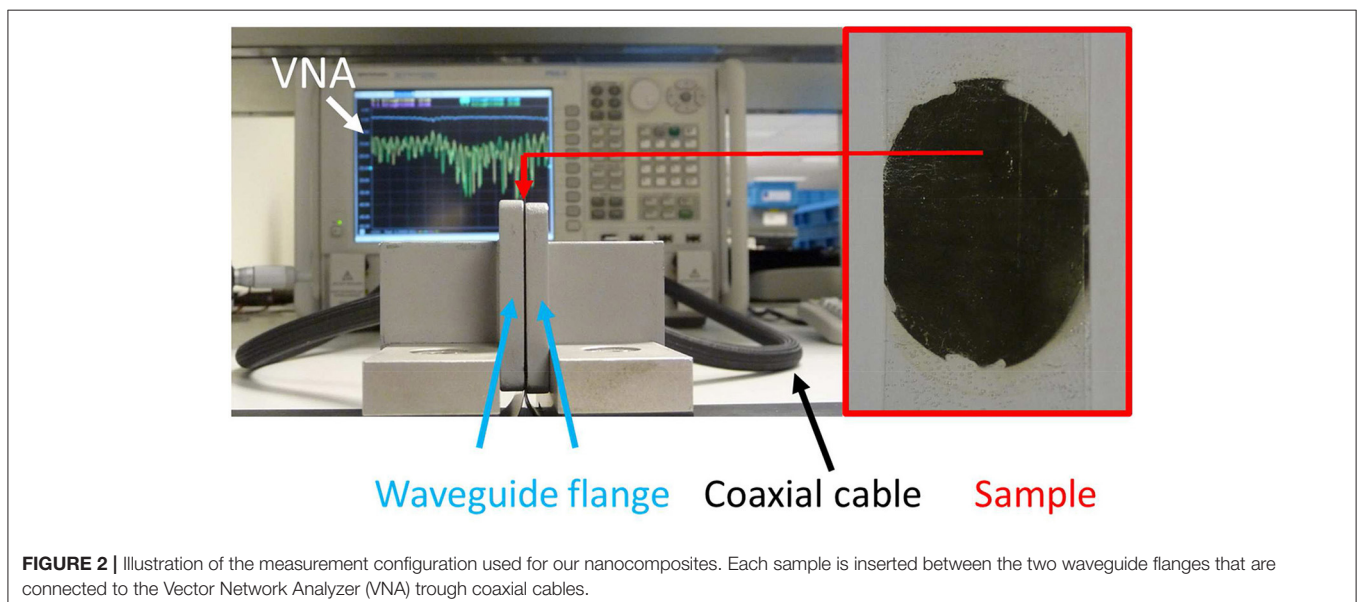 VNA
Waveguide flange Coaxial cable Sample
FIGURE 2 | Illustration of the measurement configuration used for our nanocomposites. Each sample is inserted between the two waveguide flanges that are
connected to the Vector Network Analyzer (VNA) trough coaxial cables.